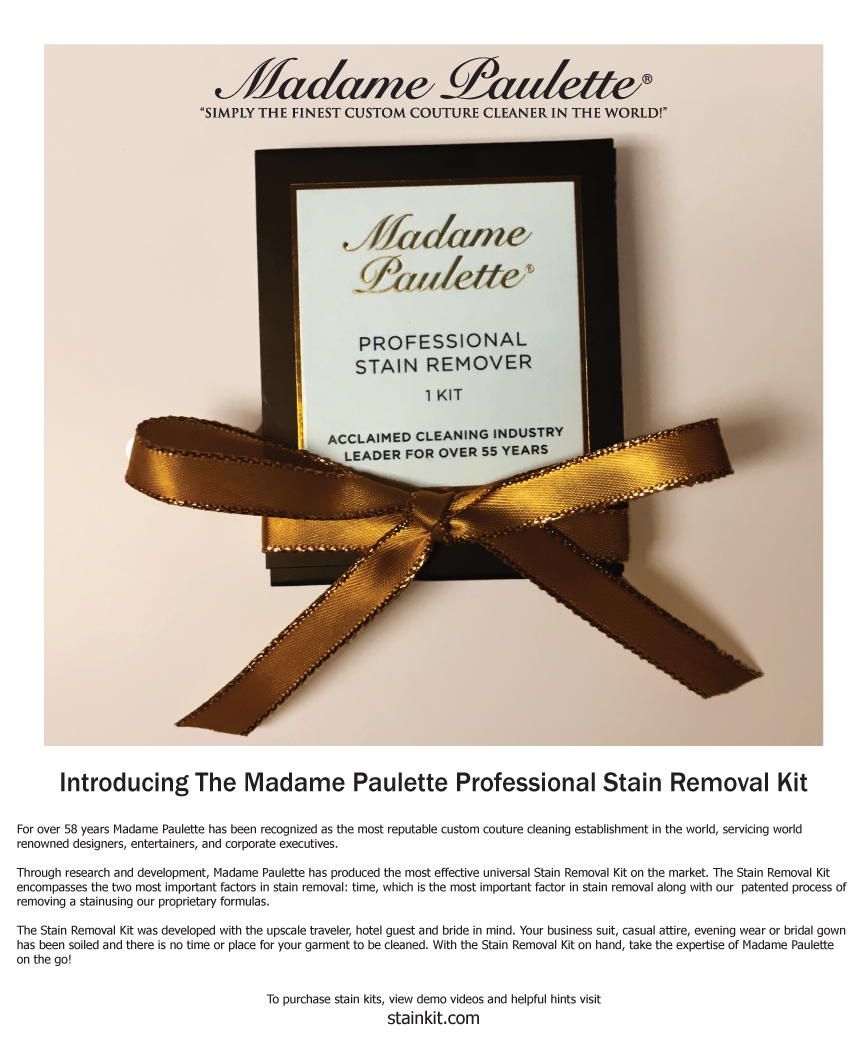 Madame Paulette®
“SIMPLY THE FINEST CUSTOM COUTURE CLEANER IN THE WORLD!”
Madame
Paulette®
PROFESSIONAL
STAIN REMOVER
1 KIT
ACCLAIMED CLEANING INDUSTRY
LEADER FOR OVER 55 YEARS
Introducing The Madame Paulette Professional Stain Removal Kit
For over 58 years Madame Paulette has been recognized as the most reputable custom couture cleaning establishment in the world, servicing world
renowned designers, entertainers, and corporate executives.
Through research and development, Madame Paulette has produced the most effective universal Stain Removal Kit on the market. The Stain Removal Kit
encompasses the two most important factors in stain removal: time, which is the most important factor in stain removal along with our  patented process of
removing a stainusing our proprietary formulas.
The Stain Removal Kit was developed with the upscale traveler, hotel guest and bride in mind. Your business suit, casual attire, evening wear or bridal gown
has been soiled and there is no time or place for your garment to be cleaned. With the Stain Removal Kit on hand, take the expertise of Madame Paulette
on the go!
To purchase stain kits, view demo videos and helpful hints visit
stainkit.com